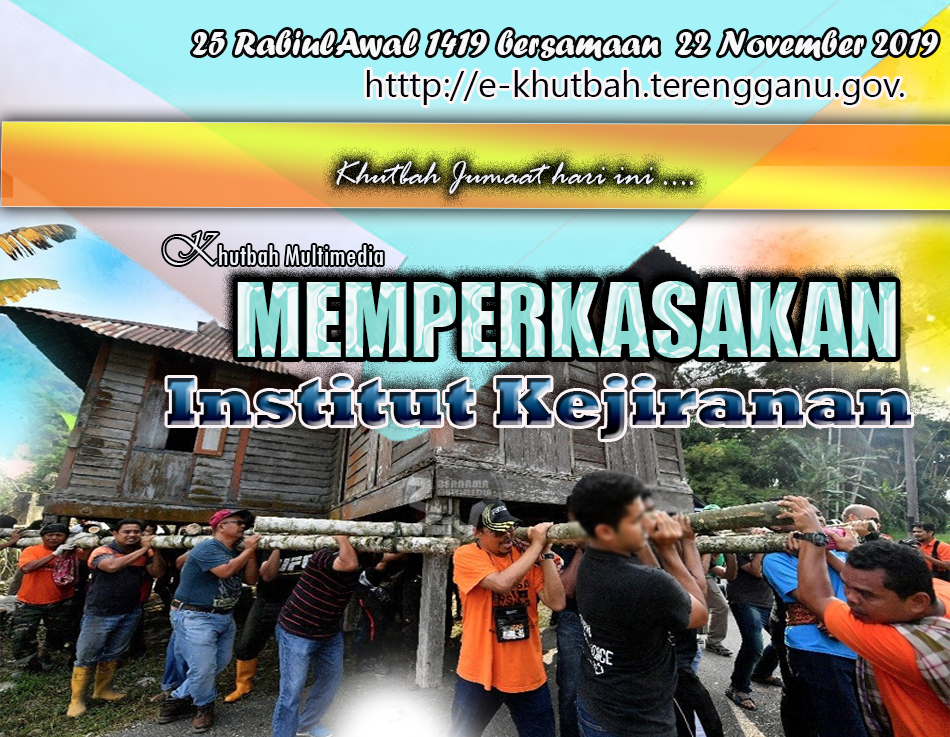 25 RabiulAwal 1419 bersamaan 22 November 2019
htttp://e-khutbah.terengganu.gov.
Khutbah Jumaat hari ini ....
Khutbah Multimedia
MEMPERKASAKAN
Institut Kejiranan
BERNAMA